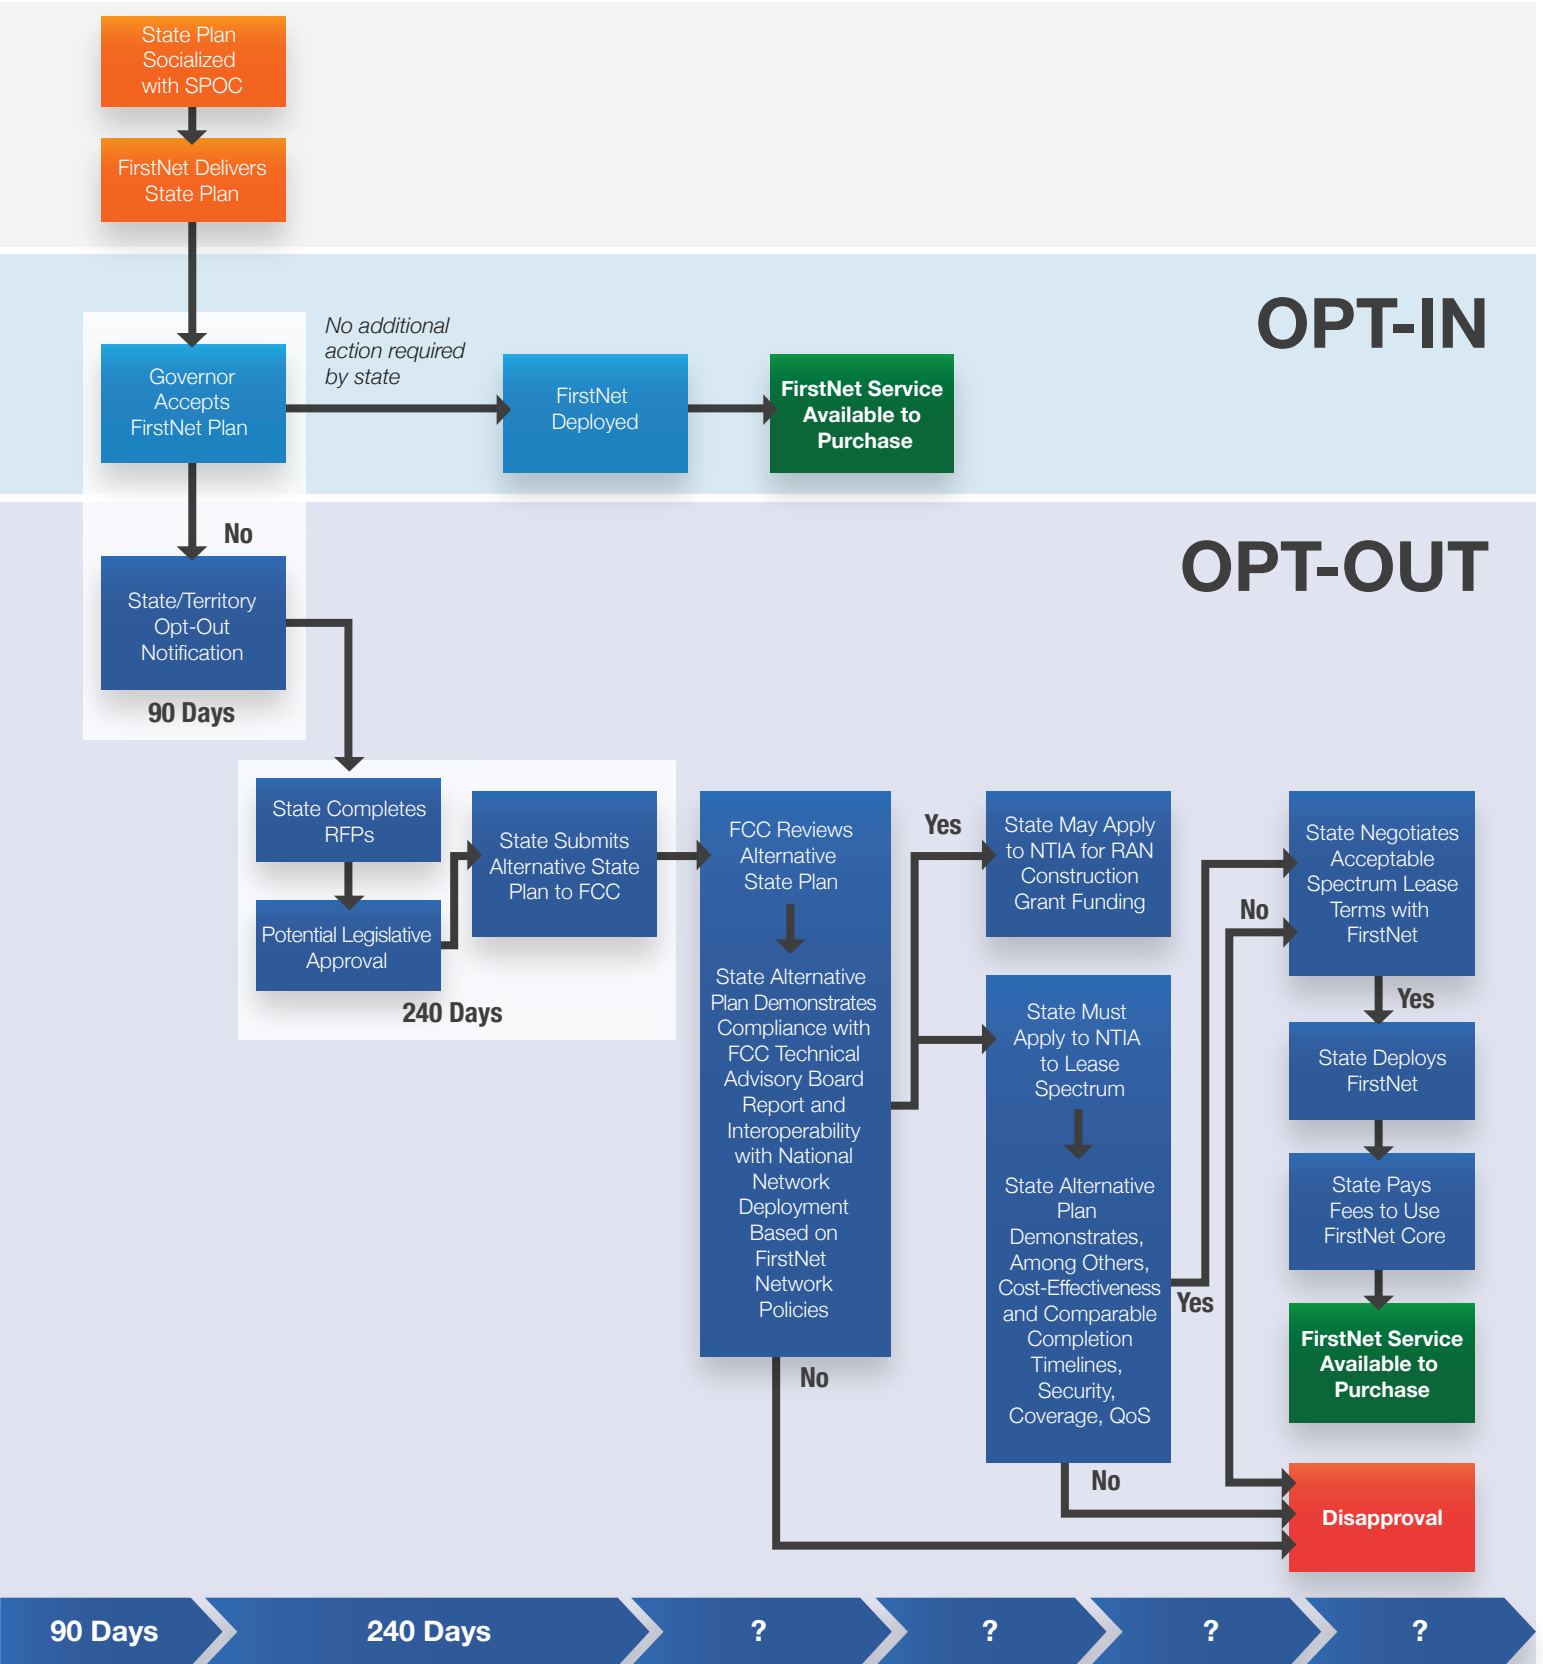 State Plan
Socialized
with SPOC
FirstNet Delivers
State Plan
OPT-IN
No additional
action required
by state
Governor
Accepts
FirstNet Plan
FirstNet
Deployed
FirstNet Service
Available to
Purchase
No
OPT-OUT
State/Territory
Opt-Out
Notification
90 Days
State Completes
RFPs
Potential Legislative
Approval
State Submits
Alternative State
Plan to FCC
240 Days
FCC Reviews
Alternative
State Plan
State Alternative
Plan Demonstrates
Compliance with
FCC Technical
Advisory Board
Report and
Interoperability
with National
Network
Deployment
Based on
FirstNet
Network
Policies
Yes
No
State May Apply
to NTIA for RAN
Construction
Grant Funding
State Must
Apply to NTIA
to Lease
Spectrum
State Alternative
Plan
Demonstrates,
Among Others,
Cost-Effectiveness
and Comparable
Completion
Timelines,
Security,
Coverage, QoS
Yes
No
No
State Negotiates
Acceptable
Spectrum Lease
Terms with
FirstNet
Yes
State Deploys
FirstNet
State Pays
Fees to Use
FirstNet Core
FirstNet Service
Available to
Purchase
Disapproval
90 Days
240 Days
?
?
?
?